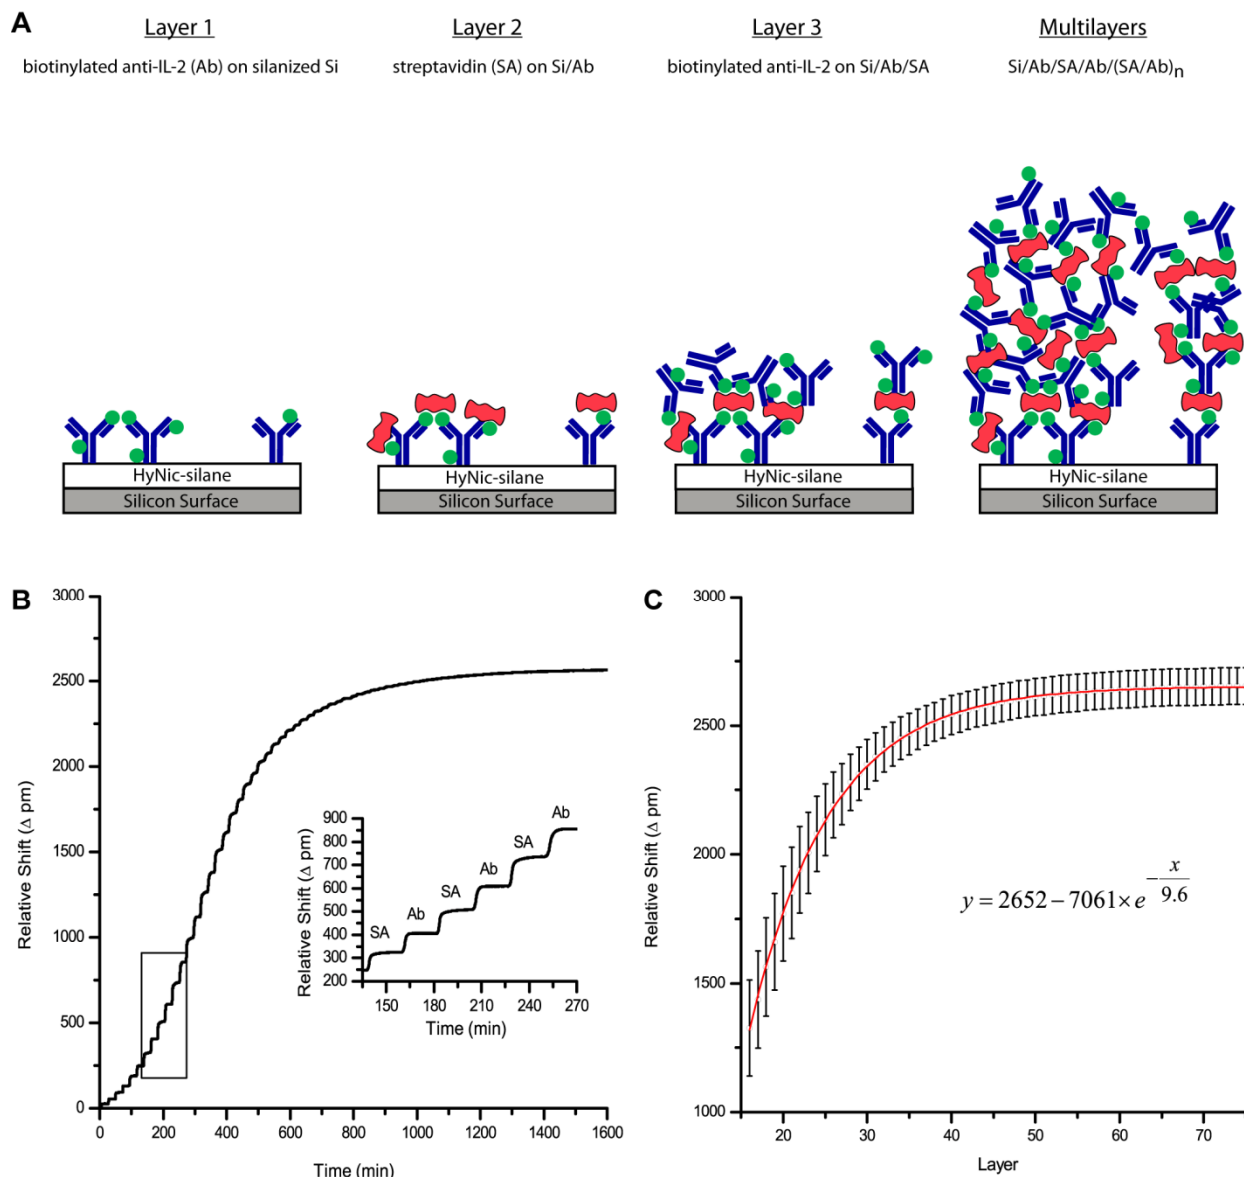 A
Layer 1
biotinylated anti-IL-2 (Ab) on silanized Si
Layer 2
streptavidin (SA) on Si/Ab
Layer 3
biotinylated anti-IL-2 on Si/Ab/SA
Multilayers
Si/Ab/SA/Ab/(SA/Ab)n
HyNic-silane
Silicon Surface
HyNic-silane
Silicon Surface
HyNic-silane
Silicon Surface
HyNic-silane
Silicon Surface
B
Relative Shift (Δ pm)
3000
2500
2000
1500
1000
500
0
0 200 400 600 800 1000 1200 1400 1600
Time (min)
Relative Shift (Δ pm)
900
800
700
600
500
400
300
200
SA
Ab
SA
Ab
SA
Ab
150 180 210 240 270
Time (min)
C
Relative Shift (Δ pm)
3000
2500
2000
1500
1000
y = 2652 − 7061 × e^(−x/9.6)
20 30 40 50 60 70
Layer